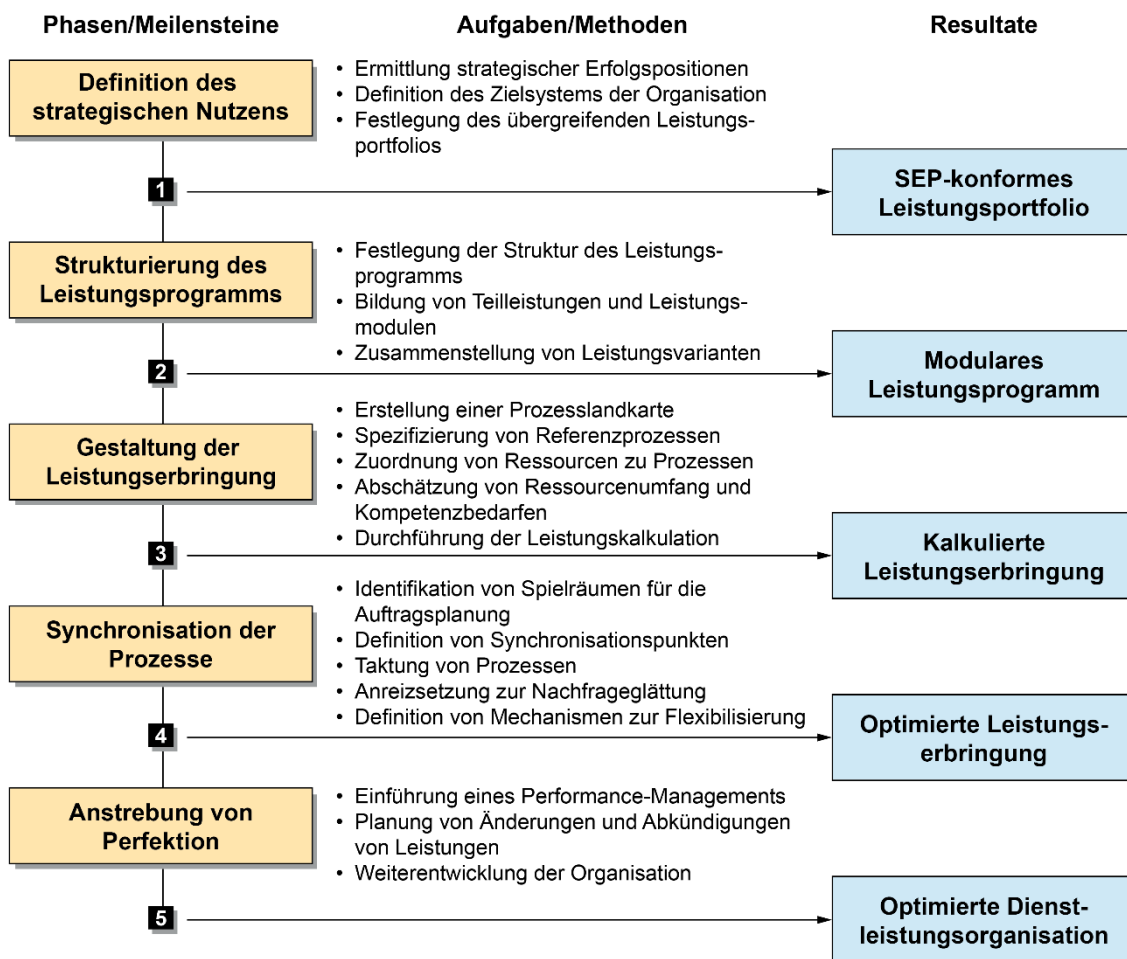 Phasen/Meilensteine Aufgaben/Methoden Resultate
Definition des
strategischen Nutzens
• Ermittlung strategischer Erfolgspositionen
• Definition des Zielsystems der Organisation
• Festlegung des übergreifenden Leistungs-
portfolios
1
SEP-konformes
Leistungsportfolio
Strukturierung des
Leistungsprogramms
• Festlegung der Struktur des Leistungs-
programms
• Bildung von Teilleistungen und Leistungs-
modulen
• Zusammenstellung von Leistungsvarianten
2
Modulares
Leistungsprogramm
Gestaltung der
Leistungserbringung
• Erstellung einer Prozesslandkarte
• Spezifizierung von Referenzprozessen
• Zuordnung von Ressourcen zu Prozessen
• Abschätzung von Ressourcenumfang und
Kompetenzbedarfen
• Durchführung der Leistungskalkulation
3
Kalkulierte
Leistungserbringung
Synchronisation der
Prozesse
• Identifikation von Spielräumen für die
Auftragsplanung
• Definition von Synchronisationspunkten
• Taktung von Prozessen
• Anreizsetzung zur Nachfrageglättung
• Definition von Mechanismen zur Flexibilisierung
4
Optimierte Leistungs-
erbringung
Anstrebung von
Perfektion
• Einführung eines Performance-Managements
• Planung von Änderungen und Abkündigungen
von Leistungen
• Weiterentwicklung der Organisation
5
Optimierte Dienst-
leistungsorganisation